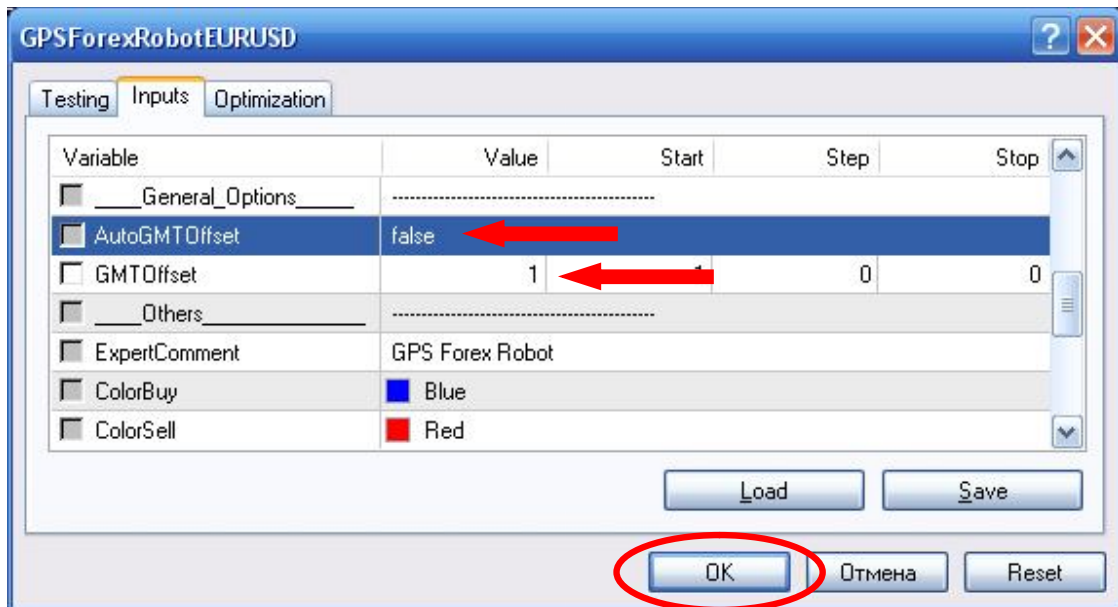 GPSForexRobotEURUSD
Testing Inputs Optimization
Variable Value Start Step Stop
____General_Options_____ --------------------------------------------
AutoGMTOffset false
GMTOffset 1 1 0 0
____Others______________ --------------------------------------------
ExpertComment GPS Forex Robot
ColorBuy Blue
ColorSell Red
Load Save
OK Отмена Reset